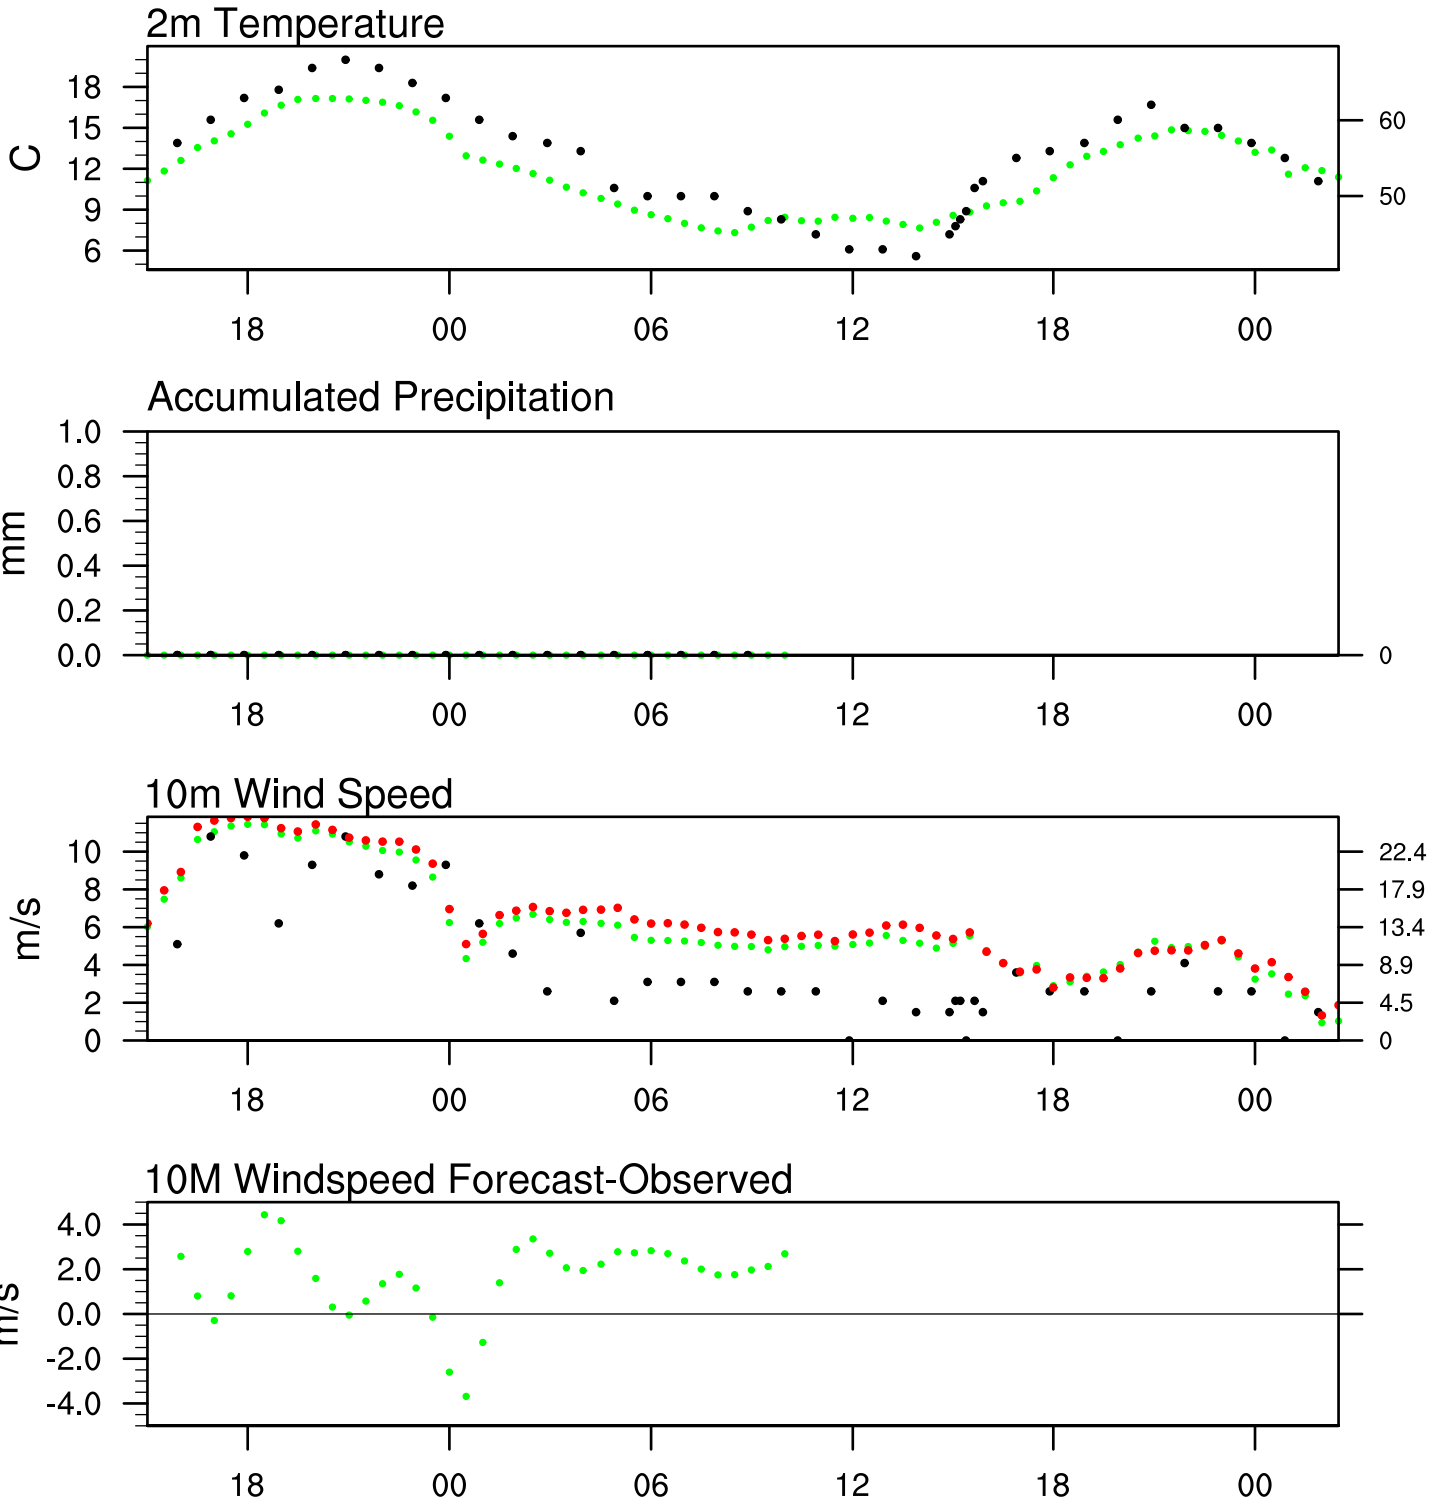 2m Temperature
18
15
12
9
6
C
60
50
18 00 06 12 18 00
Accumulated Precipitation
1.0
0.8
0.6
0.4
0.2
0.0
mm
0
18 00 06 12 18 00
10m Wind Speed
10
8
6
4
2
0
m/s
22.4
17.9
13.4
8.9
4.5
0
18 00 06 12 18 00
10M Windspeed Forecast-Observed
4.0
2.0
0.0
-2.0
-4.0
m/s
18 00 06 12 18 00